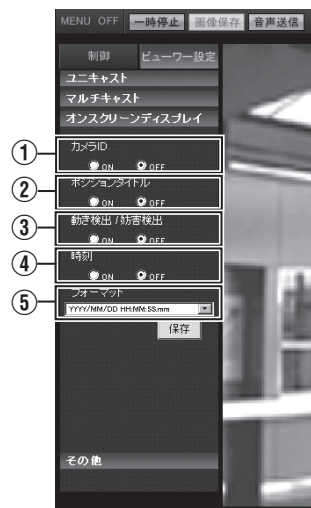 MENU OFF 一時停止 画像保存 音声送信
制御 ビューワー設定
ユニキャスト
マルチキャスト
オンスクリーンディスプレイ
① カメラID
ON OFF
② ポジションタイトル
ON OFF
③ 動き検出 / 妨害検出
ON OFF
④ 時刻
ON OFF
⑤ フォーマット
YYYY/MM/DD HH:MM:SS.mm
保存
その他